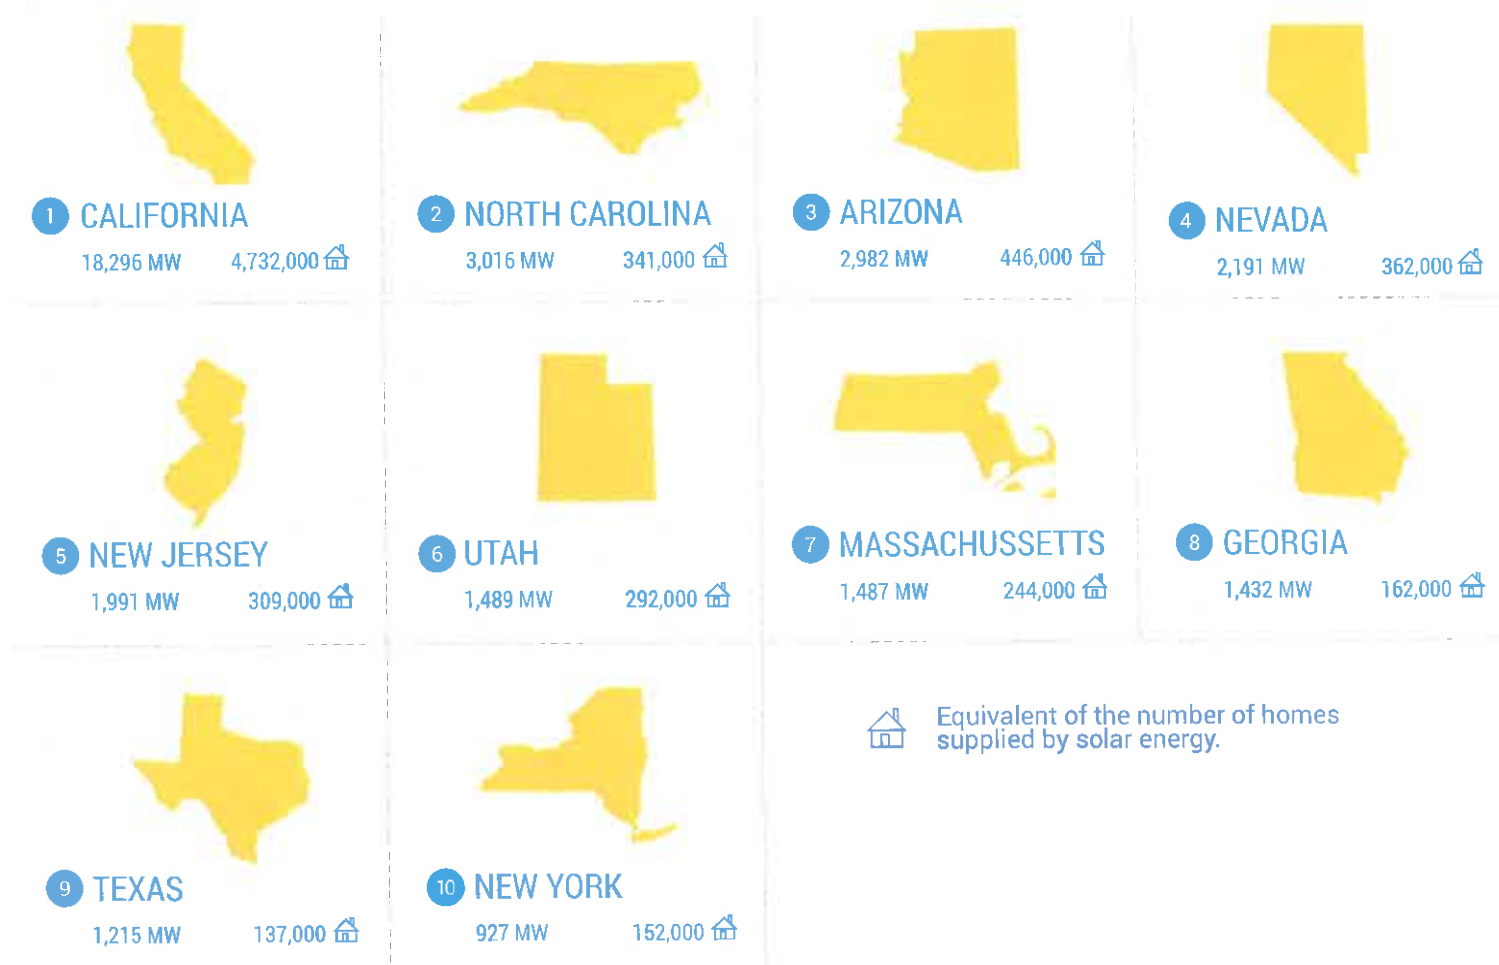 1 CALIFORNIA
18,296 MW 4,732,000
2 NORTH CAROLINA
3,016 MW 341,000
3 ARIZONA
2,982 MW 446,000
4 NEVADA
2,191 MW 362,000
5 NEW JERSEY
1,991 MW 309,000
6 UTAH
1,489 MW 292,000
7 MASSACHUSSETTS
1,487 MW 244,000
8 GEORGIA
1,432 MW 162,000
9 TEXAS
1,215 MW 137,000
10 NEW YORK
927 MW 152,000
Equivalent of the number of homes
supplied by solar energy.